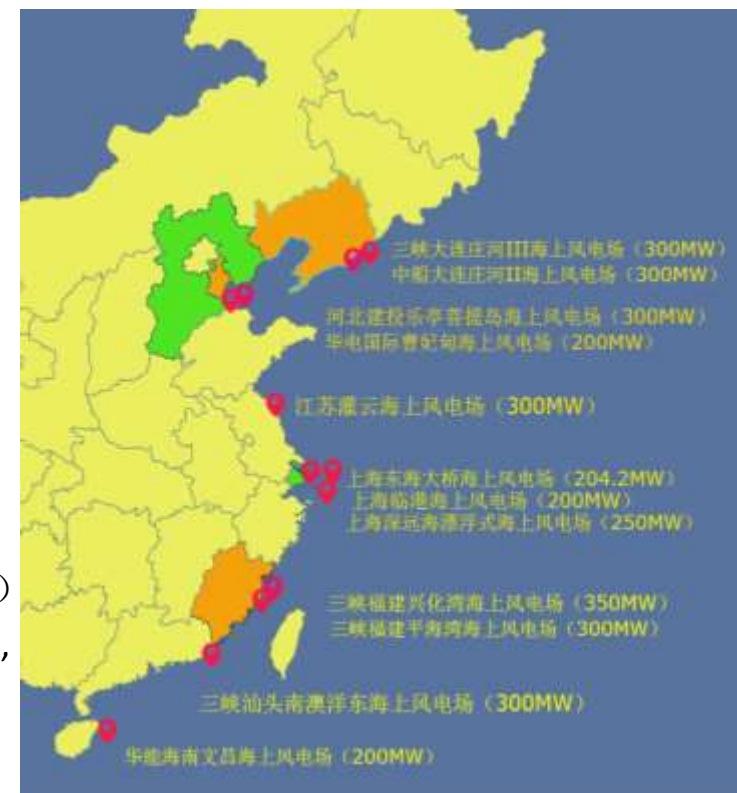 三峡大连庄河III海上风电场（300MW）
中船大连庄河II海上风电场（300MW）
河北建投乐亭菩提岛海上风电场（300MW）
华电国际曹妃甸海上风电场（200MW）
江苏灌云海上风电场（300MW）
上海东海大桥海上风电场（204.2MW）
上海临港海上风电场（200MW）
上海深远海漂浮式海上风电场（250MW）
）
三峡福建兴化湾海上风电场（350MW）
三峡福建平海湾海上风电场（300MW）
,
三峡汕头南澳洋东海上风电场（300MW）
华能海南文昌海上风电场（200MW）